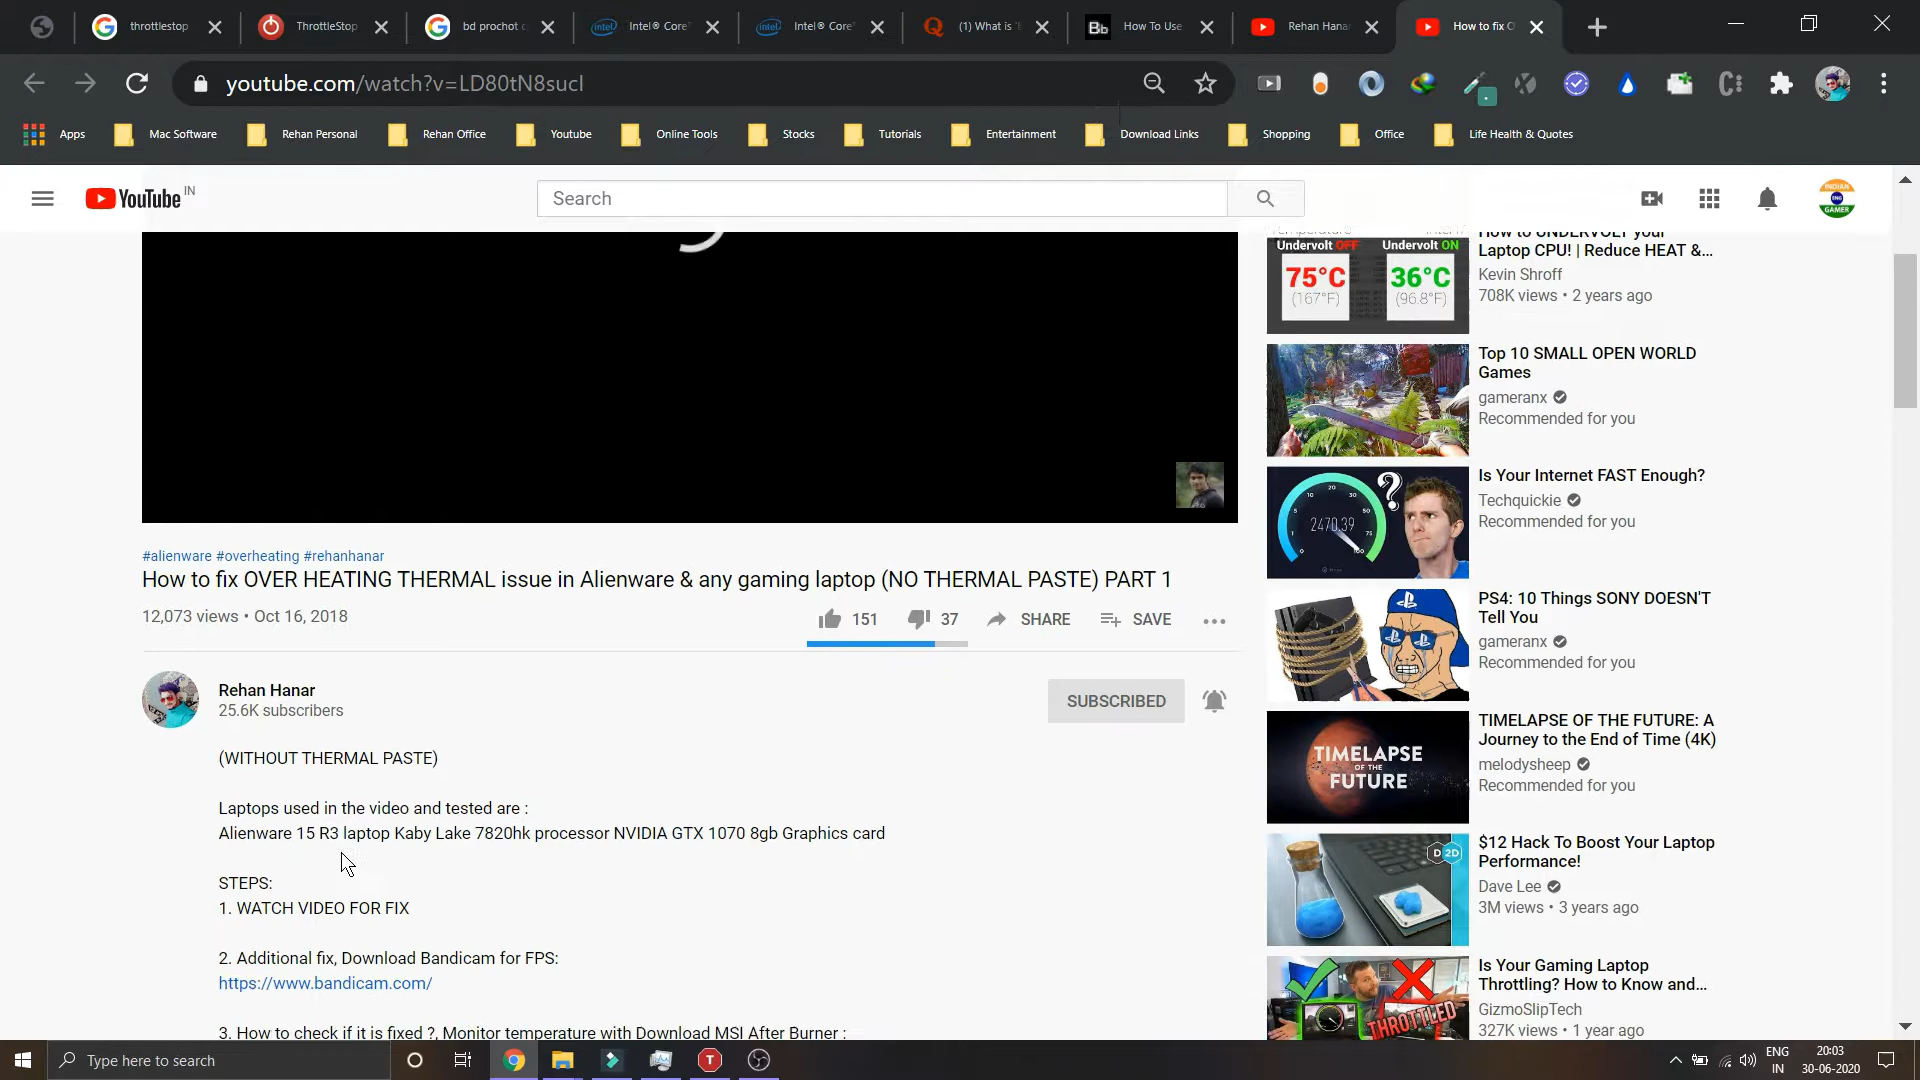 throttlestop
ThrottleStop
bd prochot
Intel® Core
Intel® Core
(1) What is
How To Use
Rehan Hana
How to fix O
youtube.com/watch?v=LD80tN8sucI
Apps
Mac Software
Rehan Personal
Rehan Office
Youtube
Online Tools
Stocks
Tutorials
Entertainment
Download Links
Shopping
Office
Life Health & Quotes
YouTube IN
Search
INDIAN
ENG
GAMER
#alienware #overheating #rehanhanar
How to fix OVER HEATING THERMAL issue in Alienware & any gaming laptop (NO THERMAL PASTE) PART 1
12,073 views • Oct 16, 2018
151
37
SHARE
SAVE
Rehan Hanar
25.6K subscribers
SUBSCRIBED
(WITHOUT THERMAL PASTE)
Laptops used in the video and tested are :
Alienware 15 R3 laptop Kaby Lake 7820hk processor NVIDIA GTX 1070 8gb Graphics card
STEPS:
1. WATCH VIDEO FOR FIX
2. Additional fix, Download Bandicam for FPS:
https://www.bandicam.com/
3. How to check if it is fixed ?, Monitor temperature with Download MSI After Burner :
Undervolt OFF
Undervolt ON
75°C
(167°F)
36°C
(96.8°F)
How to UNDERVOLT your
Laptop CPU! | Reduce HEAT &...
Kevin Shroff
708K views • 2 years ago
Top 10 SMALL OPEN WORLD
Games
gameranx
Recommended for you
2470.39
Is Your Internet FAST Enough?
Techquickie
Recommended for you
PS4: 10 Things SONY DOESN'T
Tell You
gameranx
Recommended for you
TIMELAPSE
OF THE
FUTURE
TIMELAPSE OF THE FUTURE: A
Journey to the End of Time (4K)
melodysheep
Recommended for you
D 2D
$12 Hack To Boost Your Laptop
Performance!
Dave Lee
3M views • 3 years ago
THROTTLED
Is Your Gaming Laptop
Throttling? How to Know and...
GizmoSlipTech
327K views • 1 year ago
Type here to search
ENG
IN
20:03
30-06-2020